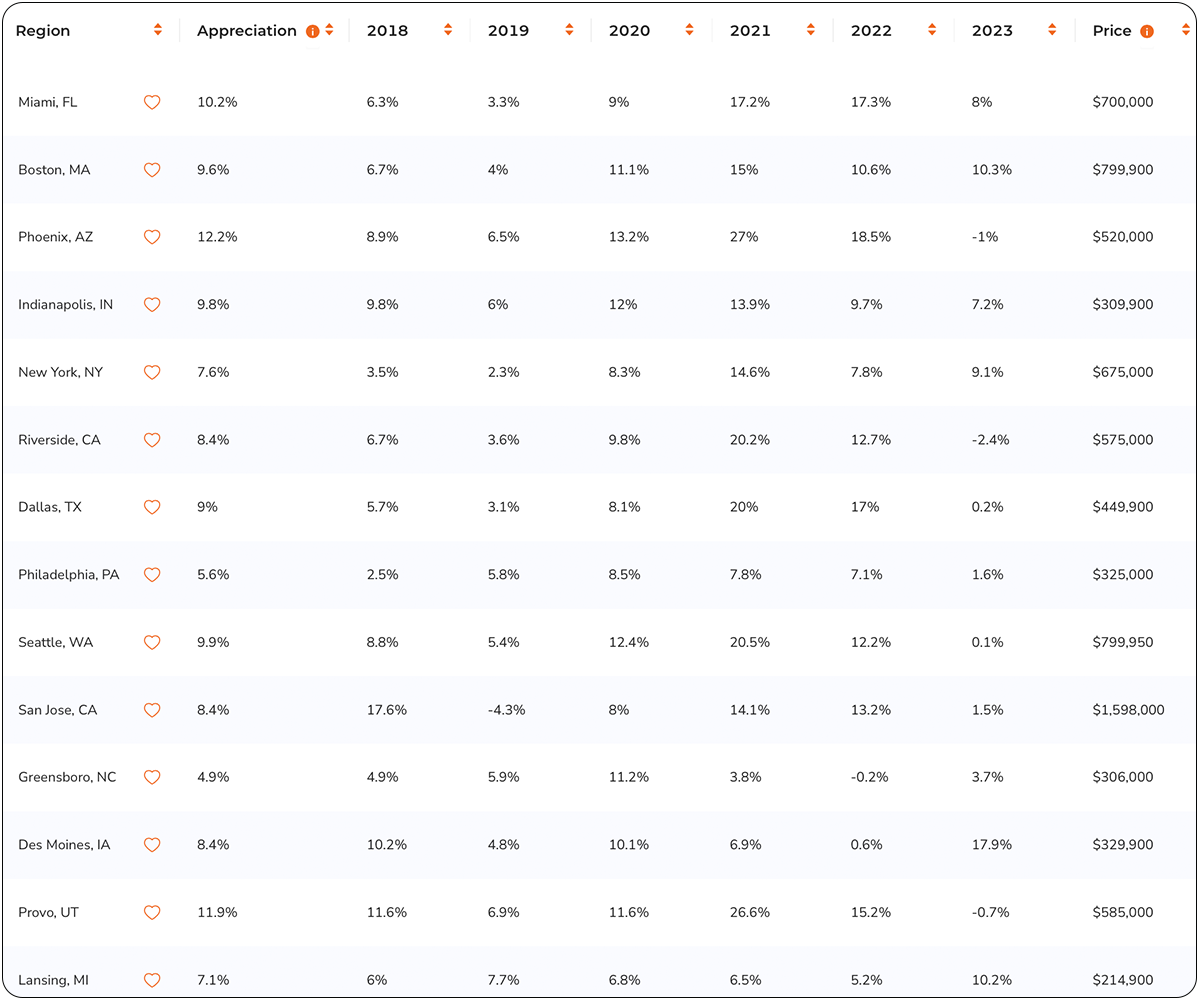 Region Appreciation 2018 2019 2020 2021 2022 2023 Price
Miami, FL 10.2% 6.3% 3.3% 9% 17.2% 17.3% 8% $700,000
Boston, MA 9.6% 6.7% 4% 11.1% 15% 10.6% 10.3% $799,900
Phoenix, AZ 12.2% 8.9% 6.5% 13.2% 27% 18.5% -1% $520,000
Indianapolis, IN 9.8% 9.8% 6% 12% 13.9% 9.7% 7.2% $309,900
New York, NY 7.6% 3.5% 2.3% 8.3% 14.6% 7.8% 9.1% $675,000
Riverside, CA 8.4% 6.7% 3.6% 9.8% 20.2% 12.7% -2.4% $575,000
Dallas, TX 9% 5.7% 3.1% 8.1% 20% 17% 0.2% $449,900
Philadelphia, PA 5.6% 2.5% 5.8% 8.5% 7.8% 7.1% 1.6% $325,000
Seattle, WA 9.9% 8.8% 5.4% 12.4% 20.5% 12.2% 0.1% $799,950
San Jose, CA 8.4% 17.6% -4.3% 8% 14.1% 13.2% 1.5% $1,598,000
Greensboro, NC 4.9% 4.9% 5.9% 11.2% 3.8% -0.2% 3.7% $306,000
Des Moines, IA 8.4% 10.2% 4.8% 10.1% 6.9% 0.6% 17.9% $329,900
Provo, UT 11.9% 11.6% 6.9% 11.6% 26.6% 15.2% -0.7% $585,000
Lansing, MI 7.1% 6% 7.7% 6.8% 6.5% 5.2% 10.2% $214,900